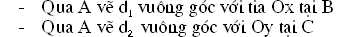 - Qua A vẽ d₁ vuông góc với tia Ox tại B
- Qua A vẽ d₂ vuông góc với Oy tại C